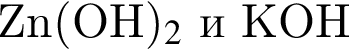 Zn(OH)₂ и KOH